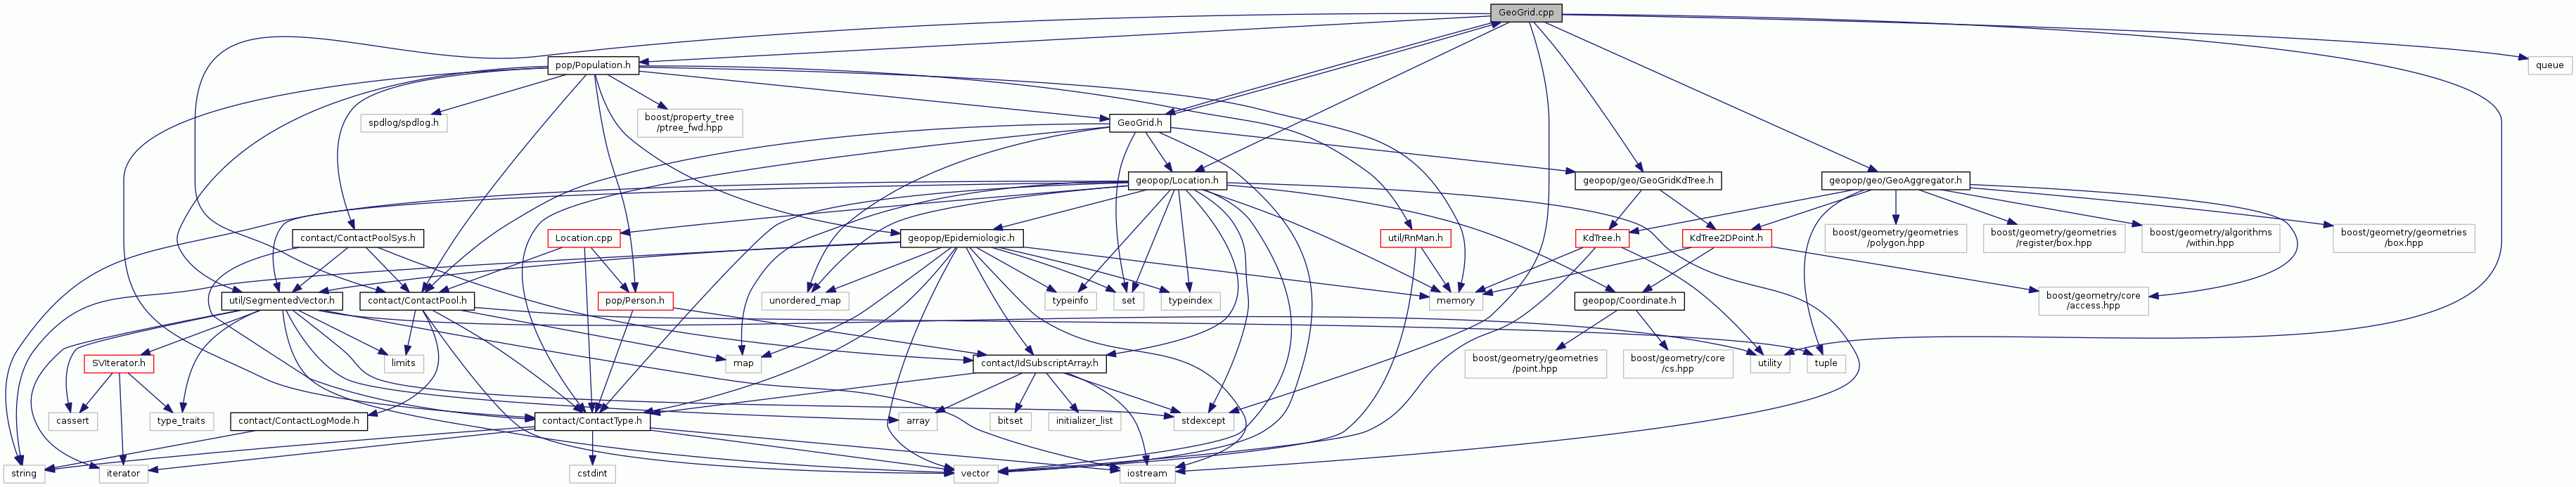 GeoGrid.cpp
pop/Population.h
queue
spdlog/spdlog.h
boost/property_tree
/ptree_fwd.hpp
GeoGrid.h
geopop/Location.h
geopop/geo/GeoGridKdTree.h
geopop/geo/GeoAggregator.h
contact/ContactPoolSys.h
Location.cpp
geopop/Epidemiologic.h
util/RnMan.h
KdTree.h
KdTree2DPoint.h
boost/geometry/geometries
/polygon.hpp
boost/geometry/geometries
/register/box.hpp
boost/geometry/algorithms
/within.hpp
boost/geometry/geometries
/box.hpp
util/SegmentedVector.h
contact/ContactPool.h
pop/Person.h
unordered_map
typeinfo
set
typeindex
memory
geopop/Coordinate.h
boost/geometry/core
/access.hpp
SVIterator.h
limits
map
contact/IdSubscriptArray.h
boost/geometry/geometries
/point.hpp
boost/geometry/core
/cs.hpp
utility
tuple
cassert
type_traits
contact/ContactLogMode.h
contact/ContactType.h
array
bitset
initializer_list
stdexcept
string
iterator
cstdint
vector
iostream